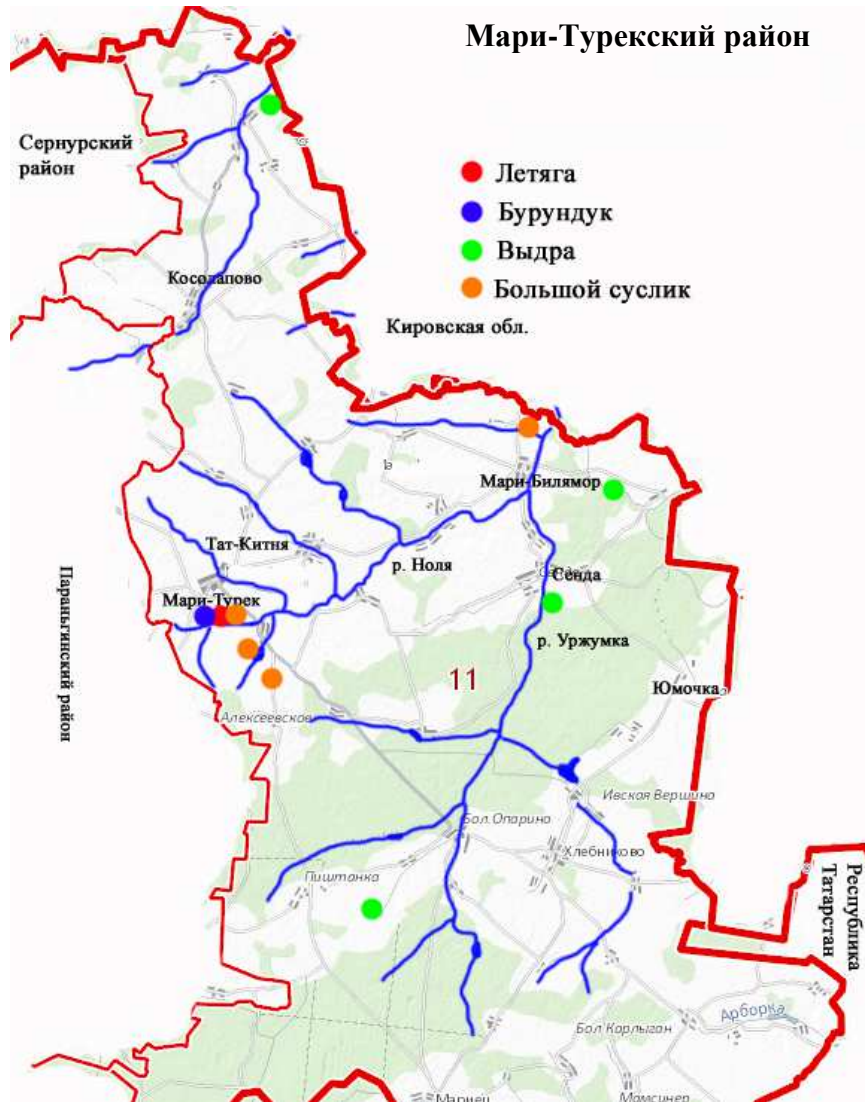 Мари-Турекский район
Сернурский
район
Летяга
Бурундук
Выдра
Большой суслик
Косолапово
Кировская обл.
Мари-Билямор
Тат-Китня
р. Ноля
Сенда
Мари-Турек
р. Уржумка
Параньгинский район
11
Юмочка
Алексеевское
Ивская Вершина
Бол.Опарино
Хлебниково
Пиштанка
Республика
Татарстан
Арборка
Бол Карлыган
Мамсинер
Мариец